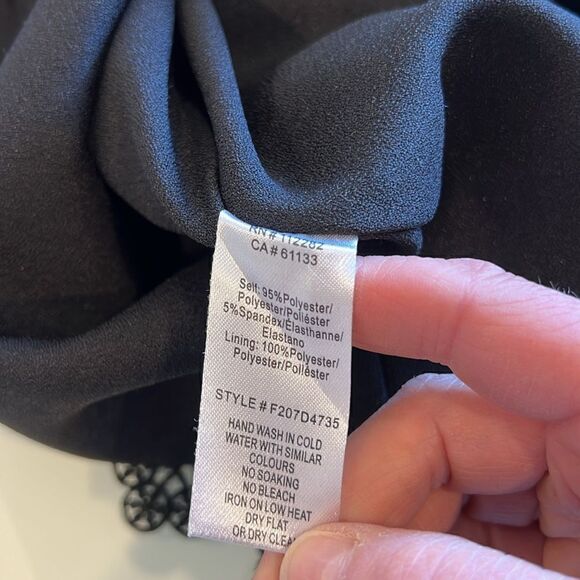 RN # 112282
CA # 61133
Self: 95%Polyester/
Polyester/Poliéster
5%Spandex/Élasthanne/
Elastano
Lining: 100%Polyester/
Polyester/Poliéster
STYLE # F207D4735
HAND WASH IN COLD
WATER WITH SIMILAR
COLOURS
NO SOAKING
NO BLEACH
IRON ON LOW HEAT
DRY FLAT
OR DRY CLEA